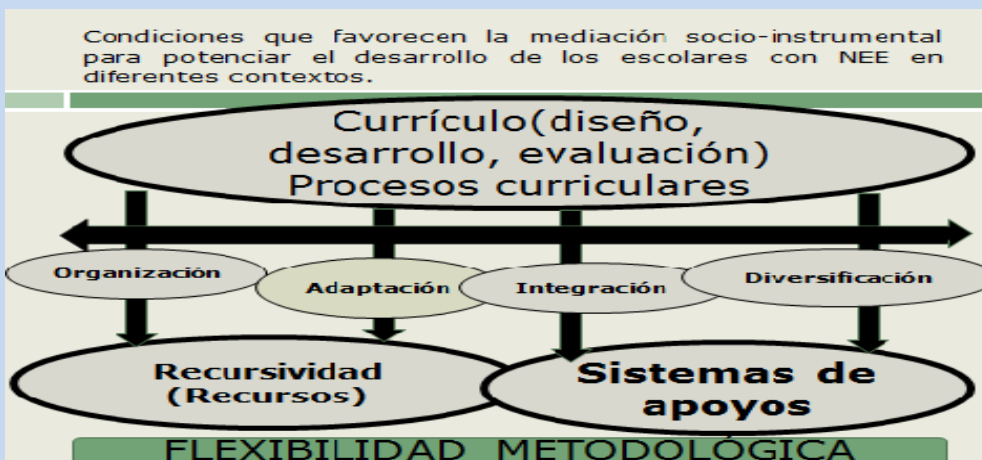 Condiciones que favorecen la mediación socio-instrumental
para potenciar el desarrollo de los escolares con NEE en
diferentes contextos.
Currículo(diseño,
desarrollo, evaluación)
Procesos curriculares
Organización
Adaptación
Integración
Diversificación
Recursividad
(Recursos)
Sistemas de
apoyos
FLEXIBILIDAD METODOLÓGICA